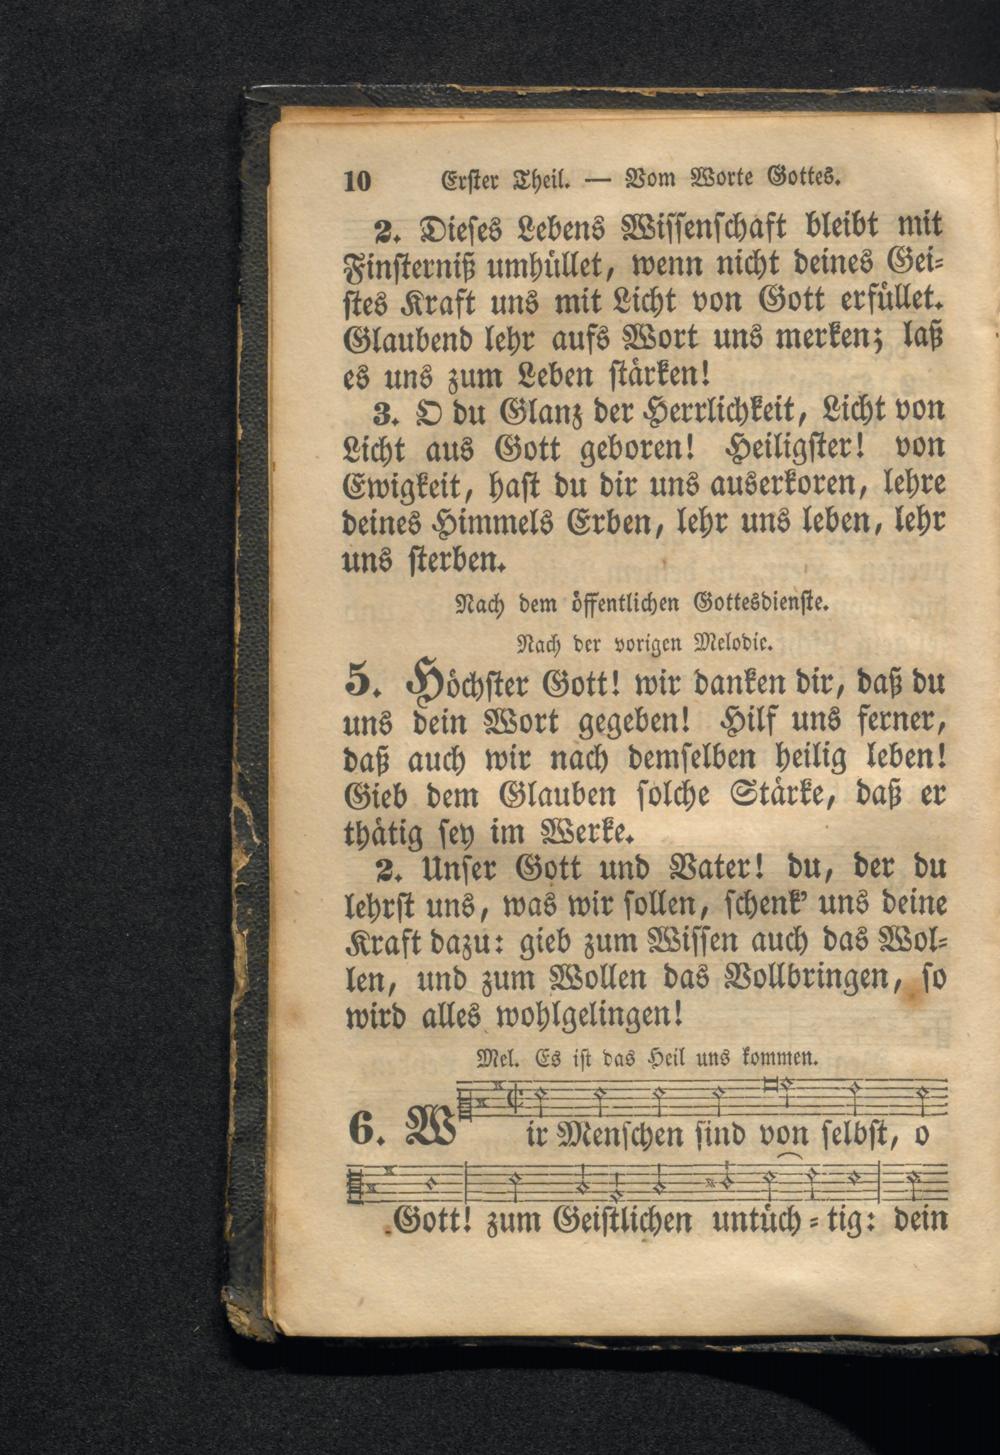 10 Erster Theil. — Vom Worte Gottes.
2. Dieses Lebens Wissenschaft bleibt mit
Finsterniß umhüllet, wenn nicht deines Gei-
stes Kraft uns mit Licht von Gott erfüllet.
Glaubend lehr aufs Wort uns merken; laß
es uns zum Leben stärken!
3. O du Glanz der Herrlichkeit, Licht von
Licht aus Gott geboren! Heiligster! von
Ewigkeit, hast du dir uns auserkoren, lehre
deines Himmels Erben, lehr uns leben, lehr
uns sterben.
Nach dem öffentlichen Gottesdienste.
Nach der vorigen Melodie.
5. Höchster Gott! wir danken dir, daß du
uns dein Wort gegeben! Hilf uns ferner,
daß auch wir nach demselben heilig leben!
Gieb dem Glauben solche Stärke, daß er
thätig sey im Werke.
2. Unser Gott und Vater! du, der du
lehrst uns, was wir sollen, schenk' uns deine
Kraft dazu: gieb zum Wissen auch das Wol-
len, und zum Wollen das Vollbringen, so
wird alles wohlgelingen!
Mel. Es ist das Heil uns kommen.
6. Wir Menschen sind von selbst, o
Gott! zum Geistlichen untüch-tig: dein